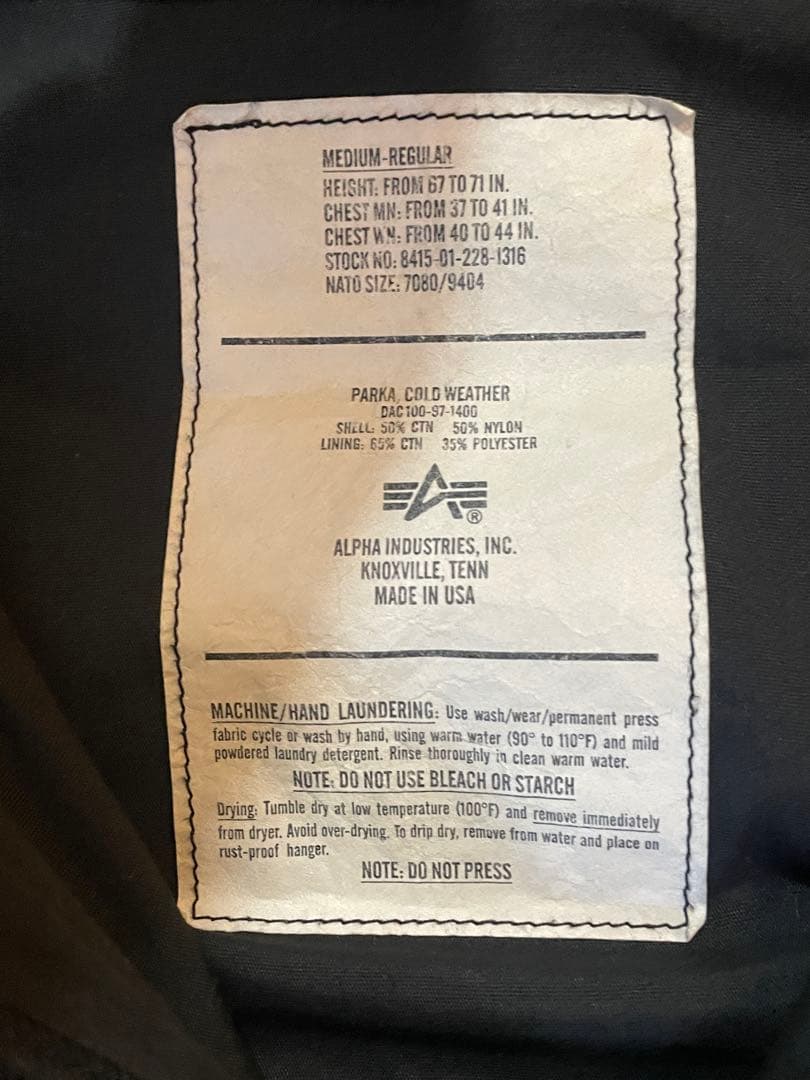 MEDIUM-REGULAR
HEIGHT: FROM 67 TO 71 IN.
CHEST MN: FROM 37 TO 41 IN.
CHEST WN: FROM 40 TO 44 IN.
STOCK NO: 8415-01-228-1316
NATO SIZE: 7080/9404
PARKA, COLD WEATHER
DAC100-97-1400
SHELL: 50% CTN 50% NYLON
LINING: 65% CTN 35% POLYESTER
®
ALPHA INDUSTRIES, INC.
KNOXVILLE, TENN
MADE IN USA
MACHINE/HAND LAUNDERING: Use wash/wear/permanent press
fabric cycle or wash by hand, using warm water (90° to 110°F) and mild
powdered laundry detergent. Rinse thoroughly in clean warm water.
NOTE: DO NOT USE BLEACH OR STARCH
Drying: Tumble dry at low temperature (100°F) and remove immediately
from dryer. Avoid over-drying. To drip dry, remove from water and place on
rust-proof hanger.
NOTE: DO NOT PRESS